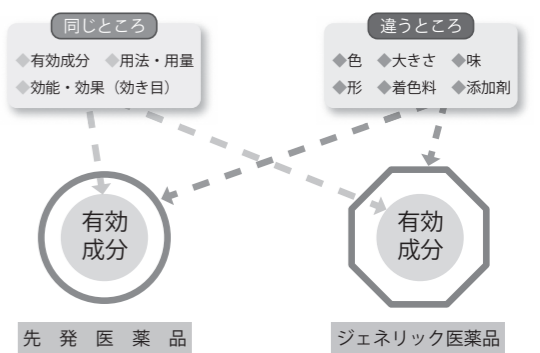 同じところ
◆有効成分 ◆用法・用量
◆効能・効果（効き目）
違うところ
◆色 ◆大きさ ◆味
◆形 ◆着色料 ◆添加剤
有効
成分
有効
成分
先発医薬品
ジェネリック医薬品